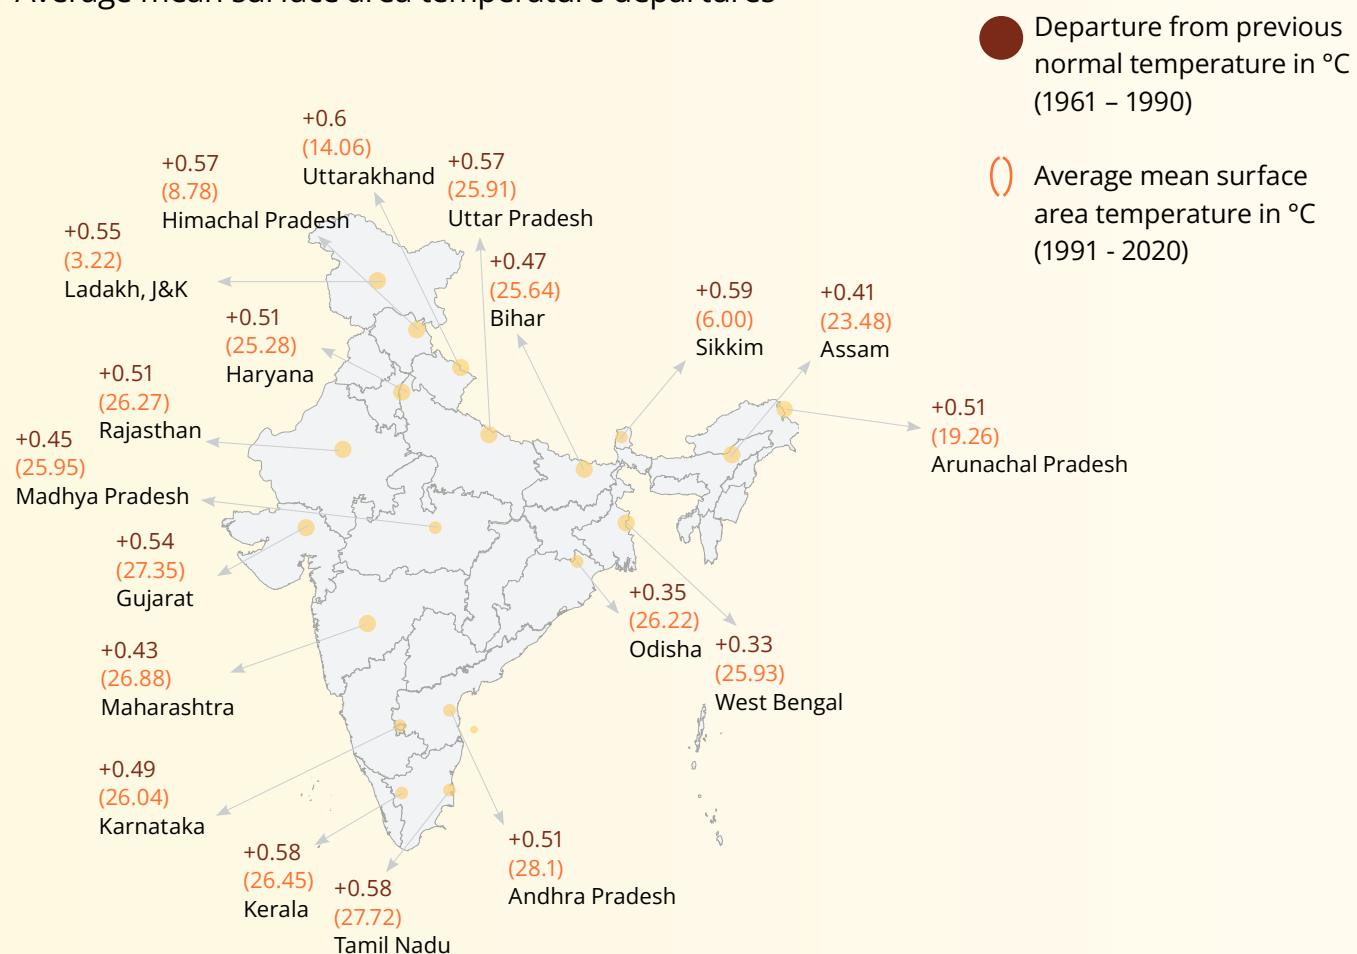 Average mean surface area temperature departures
Departure from previous
normal temperature in °C
(1961 – 1990)
()
Average mean surface
area temperature in °C
(1991 - 2020)
+0.6
(14.06)
Uttarakhand
+0.57
(8.78)
Himachal Pradesh
+0.57
(25.91)
Uttar Pradesh
+0.55
(3.22)
Ladakh, J&K
+0.47
(25.64)
Bihar
+0.59
(6.00)
Sikkim
+0.41
(23.48)
Assam
+0.51
(25.28)
Haryana
+0.51
(26.27)
Rajasthan
+0.51
(19.26)
Arunachal Pradesh
+0.45
(25.95)
Madhya Pradesh
+0.54
(27.35)
Gujarat
+0.35
(26.22)
Odisha
+0.33
(25.93)
West Bengal
+0.43
(26.88)
Maharashtra
+0.49
(26.04)
Karnataka
+0.58
(26.45)
Kerala
+0.58
(27.72)
Tamil Nadu
+0.51
(28.1)
Andhra Pradesh